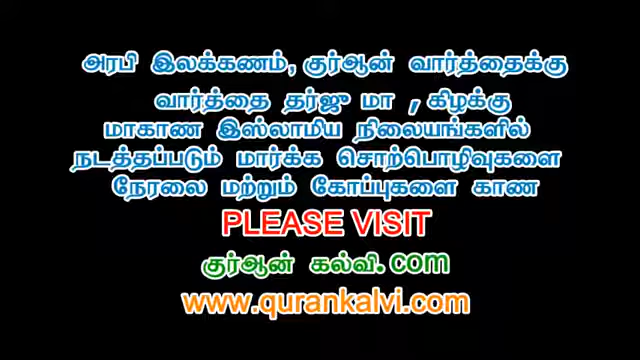 அரபி இலக்கணம், குர்ஆன் வார்த்தைக்கு
வார்த்தை தர்ஜு மா , கிழக்கு
மாகாண இஸ்லாமிய நிலையங்களில்
நடத்தப்படும் மார்க்க சொற்பொழிவுகளை
நேரலை மற்றும் கோப்புகளை காண
PLEASE VISIT
குர்ஆன் கல்வி. com
www.qurankalvi.com